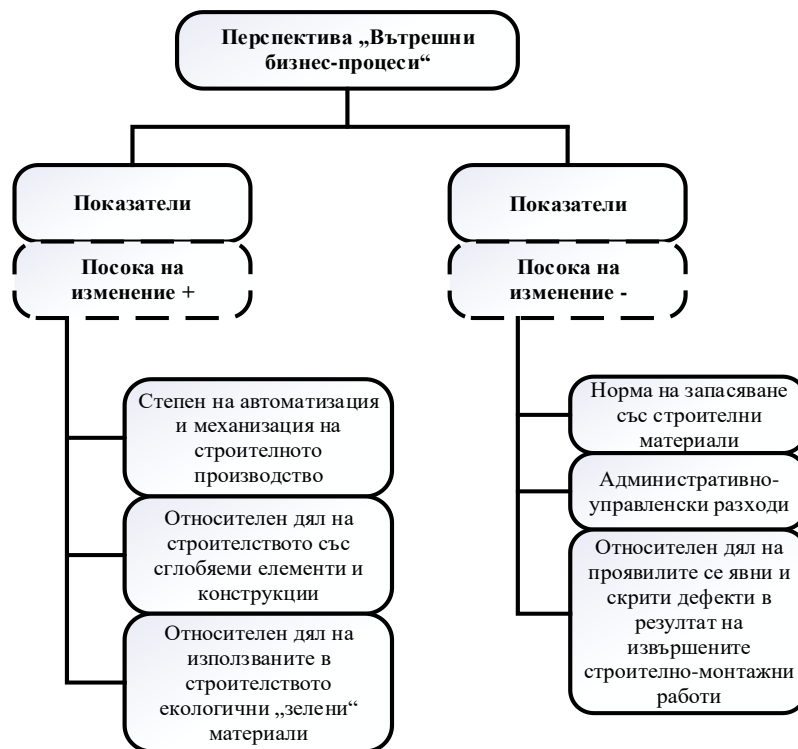 Перспектива „Вътрешни
бизнес-процеси“
Показатели
Посока на
изменение +
Степен на автоматизация
и механизация на
строителното
производство
Относителен дял на
строителството със
сглобяеми елементи и
конструкции
Относителен дял на
използваните в
строителството
екологични „зелени“
материали
Показатели
Посока на
изменение -
Норма на запасяване
със строителни
материали
Административно-
управленски разходи
Относителен дял на
проявилите се явни и
скрити дефекти в
резултат на
извършените
строително-монтажни
работи